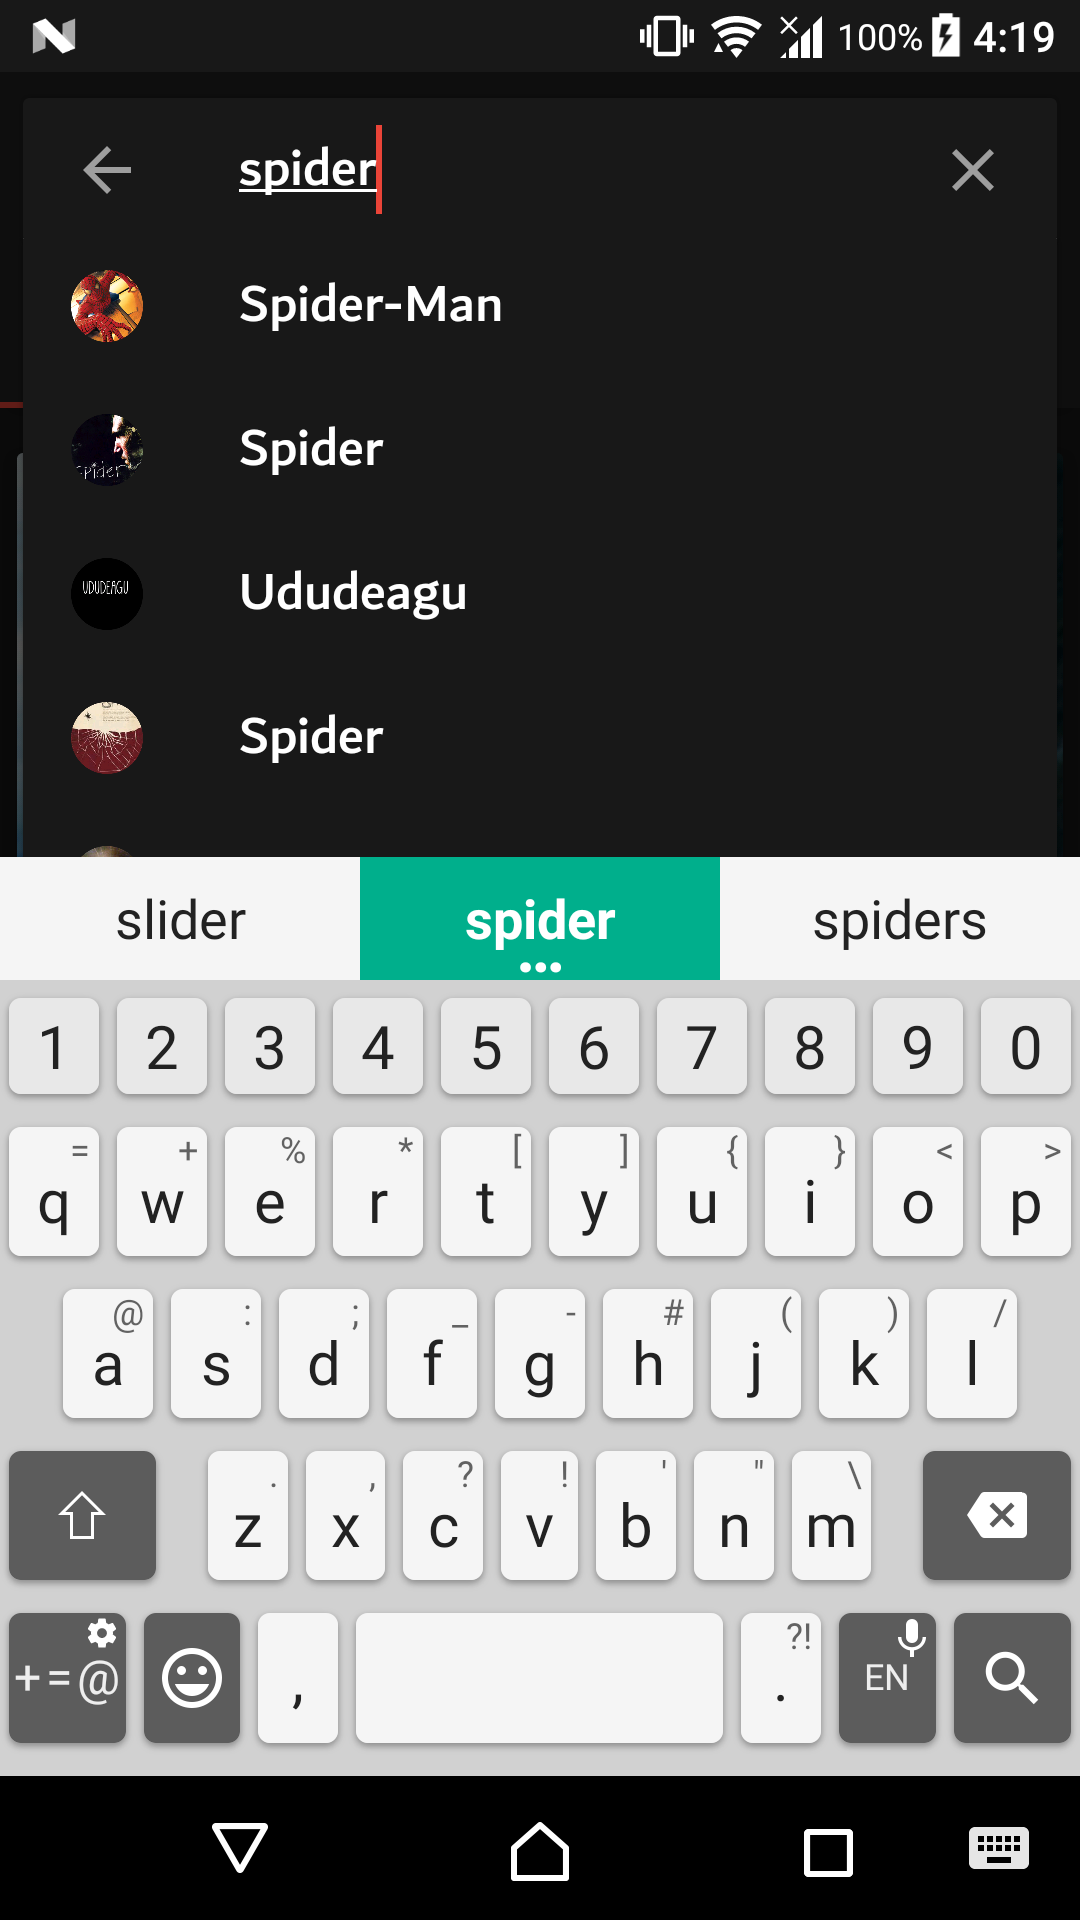 100% 4:19
spider
Spider-Man
Spider
UDUDEAGU
Ududeagu
Spider
slider spider spiders
1 2 3 4 5 6 7 8 9 0
= + % * [ ] { } < >
q w e r t y u i o p
@ : ; _ - # ( ) /
a s d f g h j k l
. , ? ! ' " \
z x c v b n m
?!
+=@ , . EN